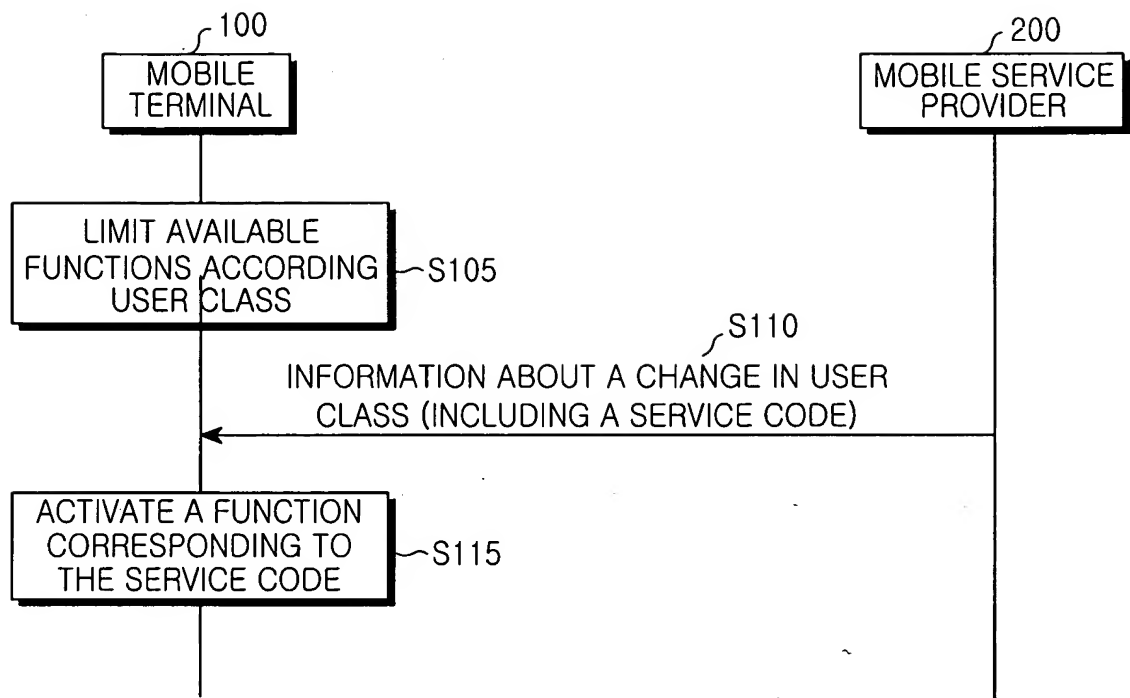 100
MOBILE
TERMINAL
200
MOBILE SERVICE
PROVIDER
LIMIT AVAILABLE
FUNCTIONS ACCORDING
USER CLASS
S105
S110
INFORMATION ABOUT A CHANGE IN USER
CLASS (INCLUDING A SERVICE CODE)
ACTIVATE A FUNCTION
CORRESPONDING TO
THE SERVICE CODE
S115